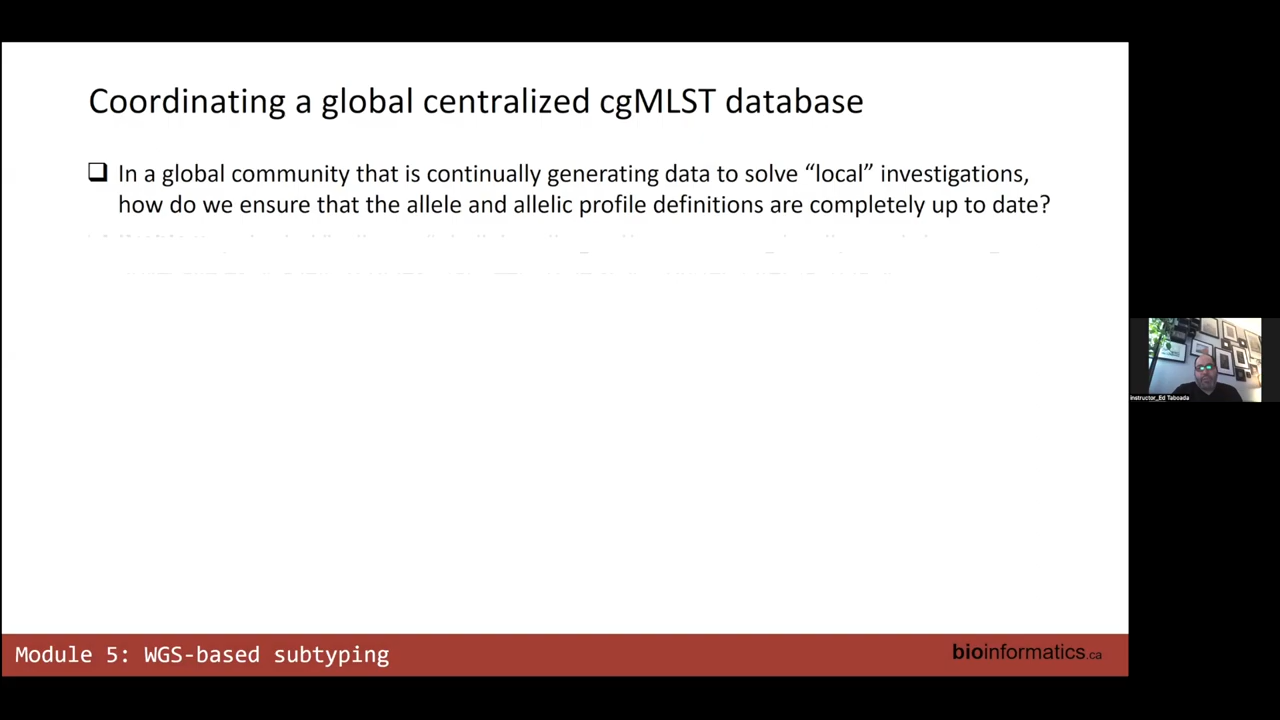 Coordinating a global centralized cgMLST database
In a global community that is continually generating data to solve “local” investigations,
how do we ensure that the allele and allelic profile definitions are completely up to date?
instructor_Ed Taboada
Module 5: WGS-based subtyping
bioinformatics.ca